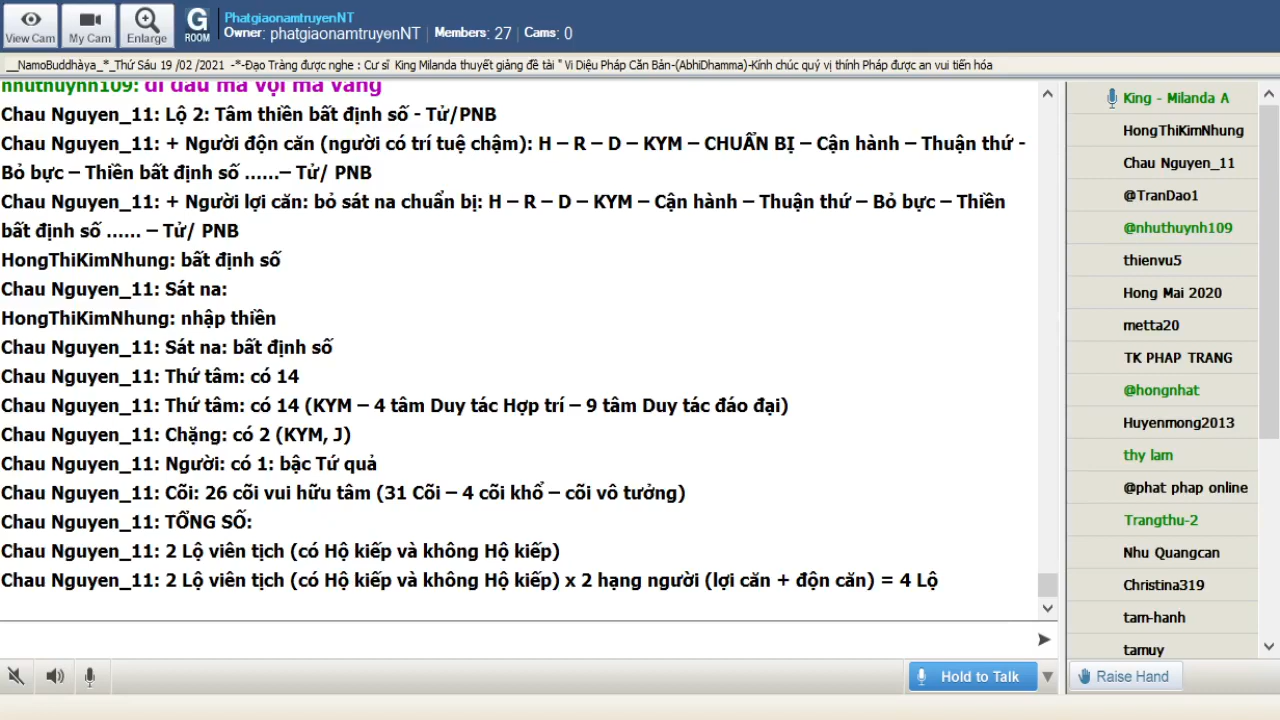 View Cam
My Cam
Enlarge
G
ROOM
PhatgiaonamtruyenNT
Owner: phatgiaonamtruyenNT | Members: 27 | Cams: 0
__NamoBuddhàya_*_Thứ Sáu 19 /02 /2021 -*-Đạo Tràng được nghe : Cư sĩ King Milanda thuyết giảng đề tài " Vi Diệu Pháp Căn Bản-(AbhiDhamma)-Kính chúc quý vị thính Pháp được an vui tiến hóa
nhuthuynh109: đi đâu mà vội mà vàng
Chau Nguyen_11: Lộ 2: Tâm thiền bất định số - Tử/PNB
Chau Nguyen_11: + Người độn căn (người có trí tuệ chậm): H – R – D – KYM – CHUẨN BỊ – Cận hành – Thuận thứ -
Bỏ bực – Thiền bất định số ......– Tử/ PNB
Chau Nguyen_11: + Người lợi căn: bỏ sát na chuẩn bị: H – R – D – KYM – Cận hành – Thuận thứ – Bỏ bực – Thiền
bất định số ...... – Tử/ PNB
HongThiKimNhung: bất định số
Chau Nguyen_11: Sát na:
HongThiKimNhung: nhập thiền
Chau Nguyen_11: Sát na: bất định số
Chau Nguyen_11: Thứ tâm: có 14
Chau Nguyen_11: Thứ tâm: có 14 (KYM – 4 tâm Duy tác Hợp trí – 9 tâm Duy tác đáo đại)
Chau Nguyen_11: Chặng: có 2 (KYM, J)
Chau Nguyen_11: Người: có 1: bậc Tứ quả
Chau Nguyen_11: Cõi: 26 cõi vui hữu tâm (31 Cõi – 4 cõi khổ – cõi vô tưởng)
Chau Nguyen_11: TỔNG SỐ:
Chau Nguyen_11: 2 Lộ viên tịch (có Hộ kiếp và không Hộ kiếp)
Chau Nguyen_11: 2 Lộ viên tịch (có Hộ kiếp và không Hộ kiếp) x 2 hạng người (lợi căn + độn căn) = 4 Lộ
King - Milanda A
HongThiKimNhung
Chau Nguyen_11
@TranDao1
@nhuthuynh109
thienvu5
Hong Mai 2020
metta20
TK PHAP TRANG
@hongnhat
Huyenmong2013
thy lam
@phat phap online
Trangthu-2
Nhu Quangcan
Christina319
tam-hanh
tamuy
Hold to Talk
Raise Hand